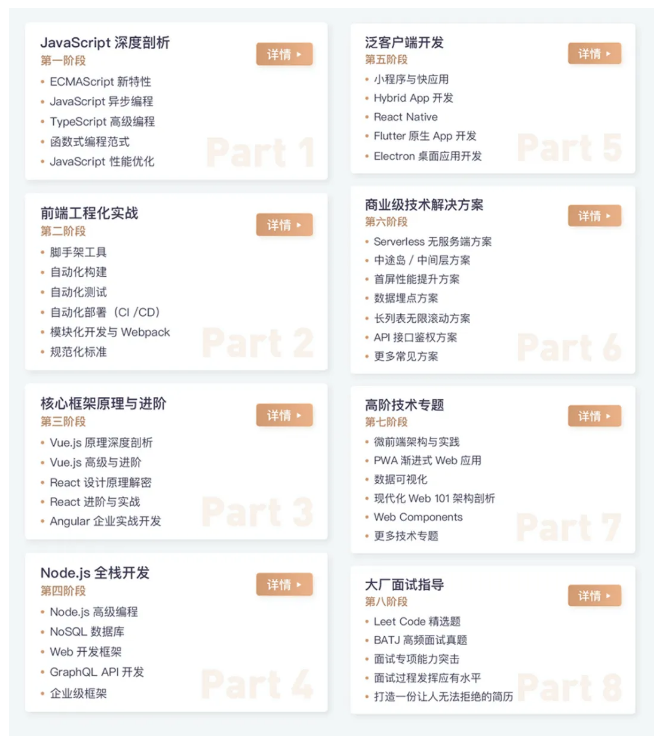 JavaScript 深度剖析
第一阶段
详情 ▸
• ECMAScript 新特性
• JavaScript 异步编程
• TypeScript 高级编程
• 函数式编程范式
• JavaScript 性能优化
Part 1
前端工程化实战
第二阶段
详情 ▸
• 脚手架工具
• 自动化构建
• 自动化测试
• 自动化部署（CI /CD）
• 模块化开发与 Webpack
• 规范化标准
Part 2
核心框架原理与进阶
第三阶段
详情 ▸
• Vue.js 原理深度剖析
• Vue.js 高级与进阶
• React 设计原理解密
• React 进阶与实战
• Angular 企业实战开发
Part 3
Node.js 全栈开发
第四阶段
详情 ▸
• Node.js 高级编程
• NoSQL 数据库
• Web 开发框架
• GraphQL API 开发
• 企业级框架
Part 4
泛客户端开发
第五阶段
详情 ▸
• 小程序与快应用
• Hybrid App 开发
• React Native
• Flutter 原生 App 开发
• Electron 桌面应用开发
Part 5
商业级技术解决方案
第六阶段
详情 ▸
• Serverless 无服务端方案
• 中途岛 / 中间层方案
• 首屏性能提升方案
• 数据埋点方案
• 长列表无限滚动方案
• API 接口鉴权方案
• 更多常见方案
Part 6
高阶技术专题
第七阶段
详情 ▸
• 微前端架构与实践
• PWA 渐进式 Web 应用
• 数据可视化
• 现代化 Web 101 架构剖析
• Web Components
• 更多技术专题
Part 7
大厂面试指导
第八阶段
详情 ▸
• Leet Code 精选题
• BATJ 高频面试真题
• 面试专项能力突击
• 面试过程发挥应有水平
• 打造一份让人无法拒绝的简历
Part 8